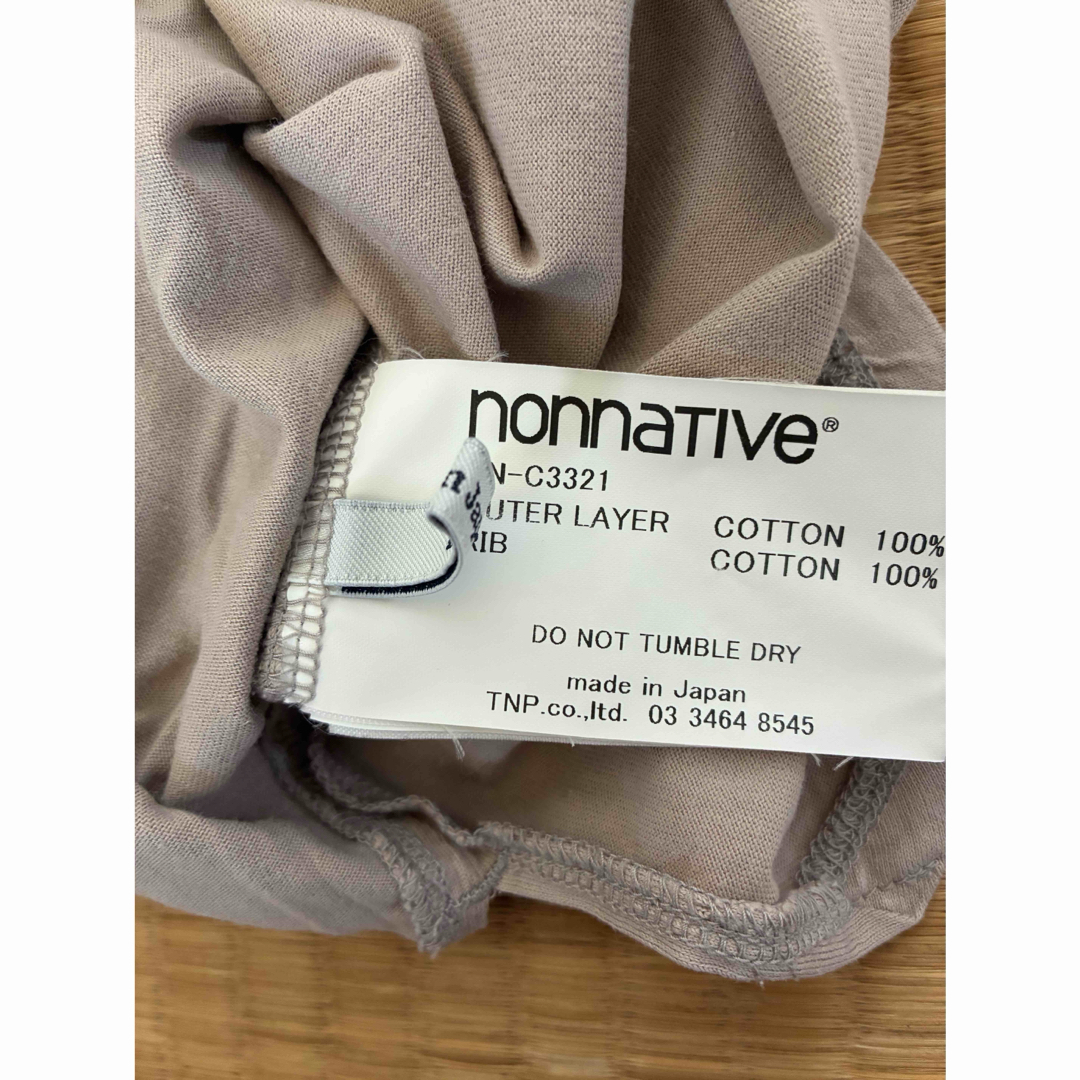 nonnaTIVe®
N-C3321
UTER LAYER COTTON 100%
RIB COTTON 100%
DO NOT TUMBLE DRY
made in Japan
TNP.co.,ltd. 03 3464 8545